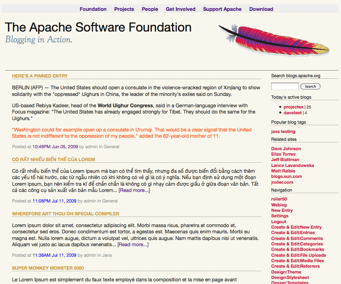 Foundation Projects People Get Involved Support Apache Download
The Apache Software Foundation
Blogging in Action.
HERE'S A PINNED ENTRY
BERLIN (AFP) — The United States should open a consulate in the violence-wracked region of Xinjiang to show
solidarity with the "oppressed" Uighurs in China, the leader of the minority's exiles said on Sunday.
US-based Rebiya Kadeer, head of the World Uighur Congress, said in a German-language interview with
Focus magazine: "The United States has already engaged strongly for Tibet. They should do the same for the
Uighurs."
"Washington could for example open up a consulate in Urumqi. That would be a clear signal that the United
States is not indifferent to the oppression of my people," added the 62-year-old mother of 11.
Posted at 10:49PM Jun 05, 2009 by admin in General
CÓ RẤT NHIỀU BIẾN THỂ CỦA LOREM
Có rất nhiều biến thể của Lorem Ipsum mà bạn có thể tìm thấy, nhưng đa số được biến đổi bằng cách thêm
các yếu tố hài hước, các từ ngẫu nhiên có khi không có vẻ gì là có ý nghĩa. Nếu bạn định sử dụng một đoạn
Lorem Ipsum, bạn nên kiểm tra kĩ để chắn chắn là không có gì nhạy cảm được giấu ở giữa đoạn văn bản. Tất
cả các công cụ sản xuất văn bản mẫu Lorem... [Read more...]
Posted at 11:08PM Jul 11, 2009 by admin in General
WHEREFORE ART THOU OH SPECIAL COMPILER
Lorem ipsum dolor sit amet, consectetur adipiscing elit. Morbi massa risus, pharetra at commodo et,
consectetur sed eros. Donec condimentum est tortor, a egestas est. Maecenas quis enim mauris. Morbi eu
magna est. Nulla lorem augue, dictum a volutpat vel, ultrices quis augue. Nam mattis dapibus nisi ut venenatis.
Aliquam vel justo ac lacus dapibus venenatis... [Read more...]
Posted at 11:38AM Jul 11, 2009 by admin in Java
SUPER MONKEY MONSTER 5000
Lorem Ipsum is simplement du faux texte employé dans la composition et la mise en page avant
Search blogs.apache.org
Search
Today's active blogs
projectes | 25
davetest | 4
Popular blog tags
java testing
Related sites
Dave Johnson
Elias Torres
Jeff Blattman
Lance Lavandowska
Matt Raible
blogs.sun.com
jroller.com
Navigation
roller50
Weblog
New Entry
Settings
Logout
Create & Edit:New Entry
Create & Edit:Entries
Create & Edit:Comments
Create & Edit:Categories
Create & Edit:Bookmarks
Create & Edit:File Uploads
Create & Edit:Media Files
Create & Edit:Referrers
Design:Theme
Design:Stylesheet